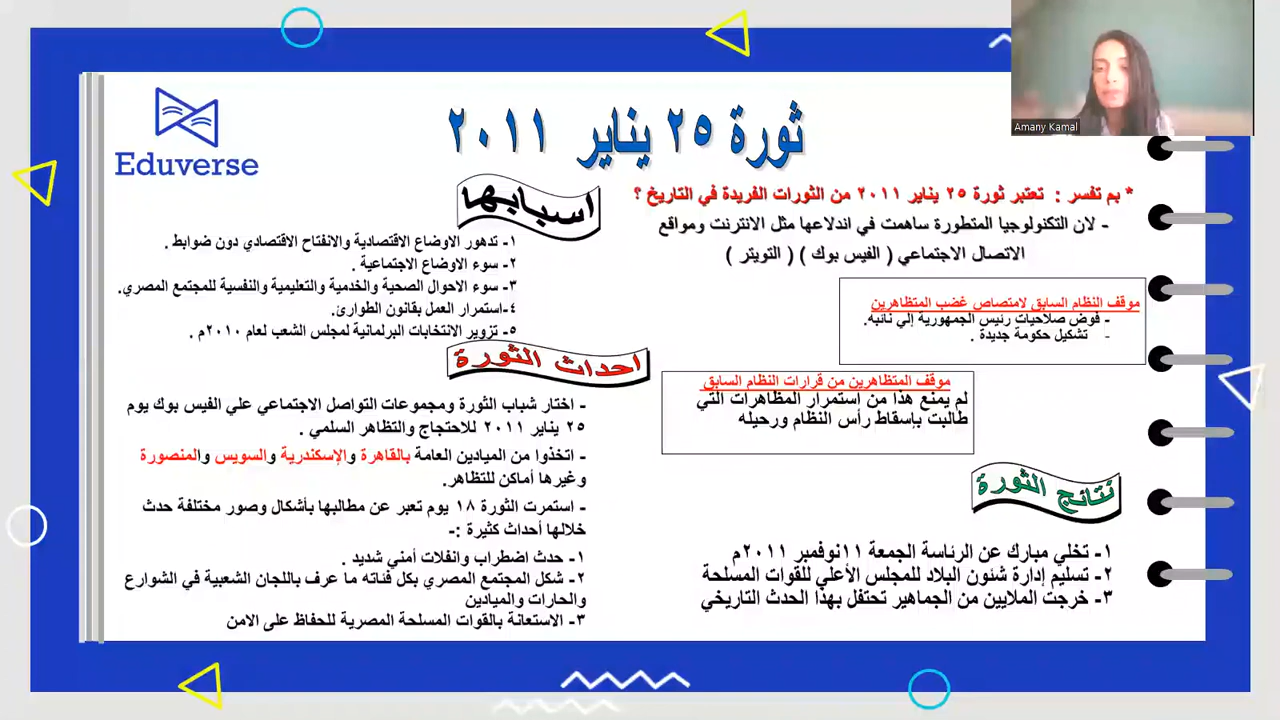 Amany Kamal
Eduverse
ثورة ٢٥ يناير ٢٠١١
* بم تفسر : تعتبر ثورة ٢٥ يناير ٢٠١١ من الثورات الفريدة في التاريخ ؟
- لان التكنولوجيا المتطورة ساهمت في اندلاعها مثل الانترنت ومواقع
الاتصال الاجتماعي ( الفيس بوك ) ( التويتر )
موقف النظام السابق لامتصاص غضب المتظاهرين
- فوض صلاحيات رئيس الجمهورية إلي نائبه.
- تشكيل حكومة جديدة .
موقف المتظاهرين من قرارات النظام السابق
لم يمنع هذا من استمرار المظاهرات التي
طالبت بإسقاط رأس النظام ورحيله
نتائج الثورة
١- تخلي مبارك عن الرئاسة الجمعة ١١نوفمبر ٢٠١١م
٢- تسليم إدارة شئون البلاد للمجلس الأعلي للقوات المسلحة
٣- خرجت الملايين من الجماهير تحتفل بهذا الحدث التاريخي
اسبابها
١- تدهور الاوضاع الاقتصادية والانفتاح الاقتصادي دون ضوابط .
٢- سوء الاوضاع الاجتماعية .
٣- سوء الاحوال الصحية والخدمية والتعليمية والنفسية للمجتمع المصري.
٤-استمرار العمل بقانون الطوارئ.
٥- تزوير الانتخابات البرلمانية لمجلس الشعب لعام ٢٠١٠م .
احداث الثورة
- اختار شباب الثورة ومجموعات التواصل الاجتماعي علي الفيس بوك يوم
٢٥ يناير ٢٠١١ للاحتجاج والتظاهر السلمي .
- اتخذوا من الميادين العامة بالقاهرة والإسكندرية والسويس والمنصورة
وغيرها أماكن للتظاهر.
- استمرت الثورة ١٨ يوم تعبر عن مطالبها بأشكال وصور مختلفة حدث
خلالها أحداث كثيرة :-
١- حدث اضطراب وانفلات أمني شديد .
٢- شكل المجتمع المصري بكل فئاته ما عرف باللجان الشعبية في الشوارع
والحارات والميادين
٣- الاستعانة بالقوات المسلحة المصرية للحفاظ على الامن